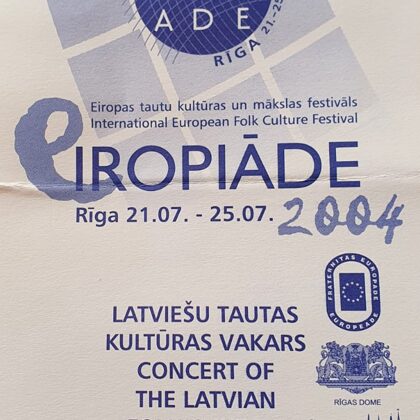 ADE
RĪGA 21.-25
Eiropas tautu kultūras un mākslas festivāls
International European Folk Culture Festival
eIROPIĀDE
Rīga 21.07. - 25.07. 2004
FRATERNITAS EUROPAE
EUROPEADE
LATVIEŠU TAUTAS
KULTŪRAS VAKARS
CONCERT OF
THE LATVIAN
RĪGAS DOME